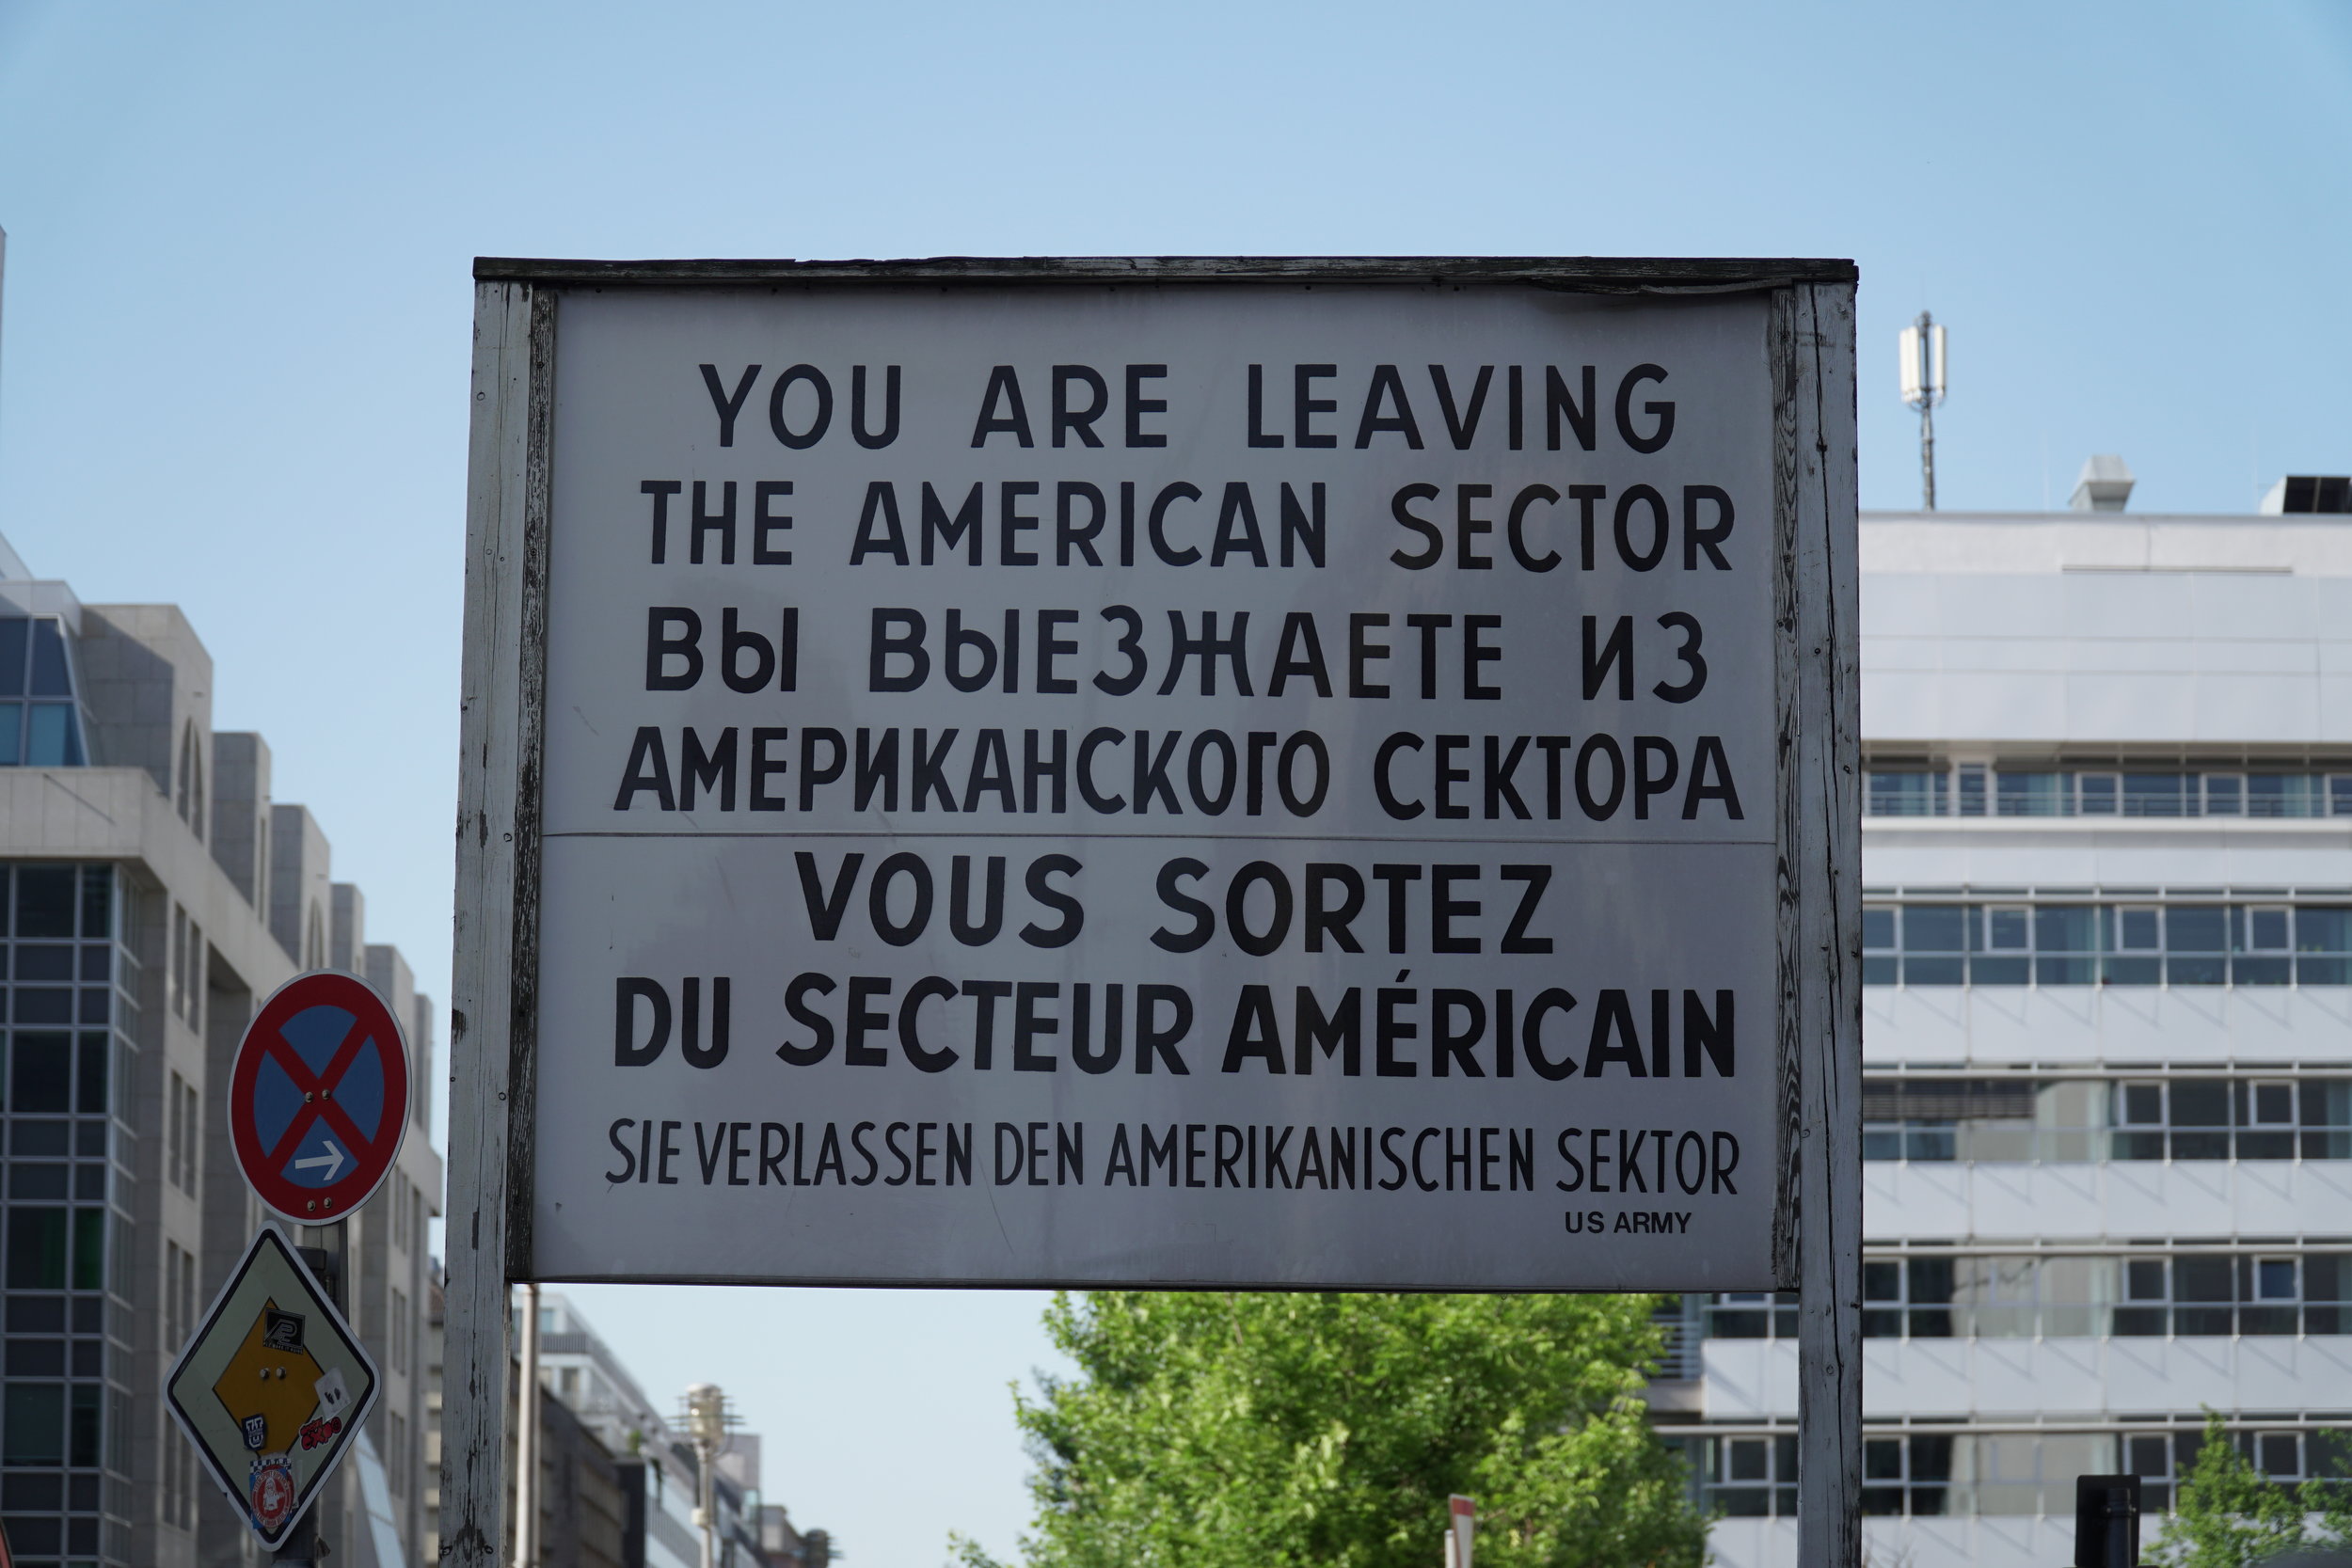 YOU ARE LEAVING
THE AMERICAN SECTOR
ВЫ ВЫЕЗЖАЕТЕ ИЗ
АМЕРИКАНСКОГО СЕКТОРА
VOUS SORTEZ
DU SECTEUR AMÉRICAIN
SIE VERLASSEN DEN AMERIKANISCHEN SEKTOR
US ARMY